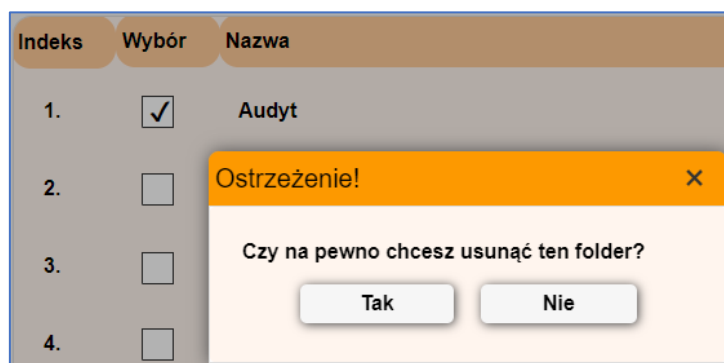 Indeks Wybór Nazwa
1. Audyt
2.
Ostrzeżenie!
Czy na pewno chcesz usunąć ten folder?
3.
Tak Nie
4.